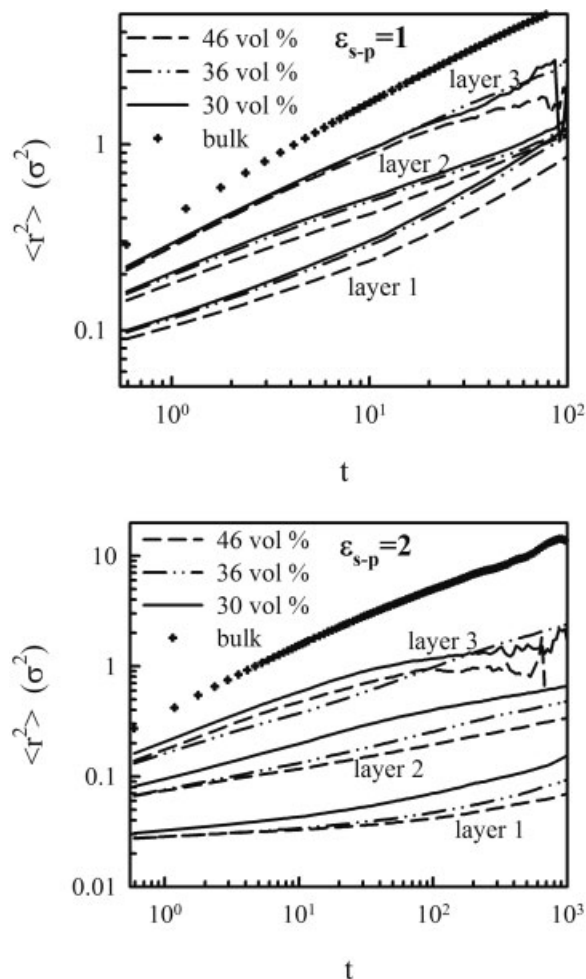 46 vol %
ε_s-p=1
36 vol %
30 vol %
bulk
layer 3
layer 2
layer 1
1
0.1
<r²> (σ²)
10⁰
10¹
10²
t
46 vol %
ε_s-p=2
36 vol %
30 vol %
bulk
layer 3
layer 2
layer 1
10
1
0.1
0.01
<r²> (σ²)
10⁰
10¹
10²
10³
t